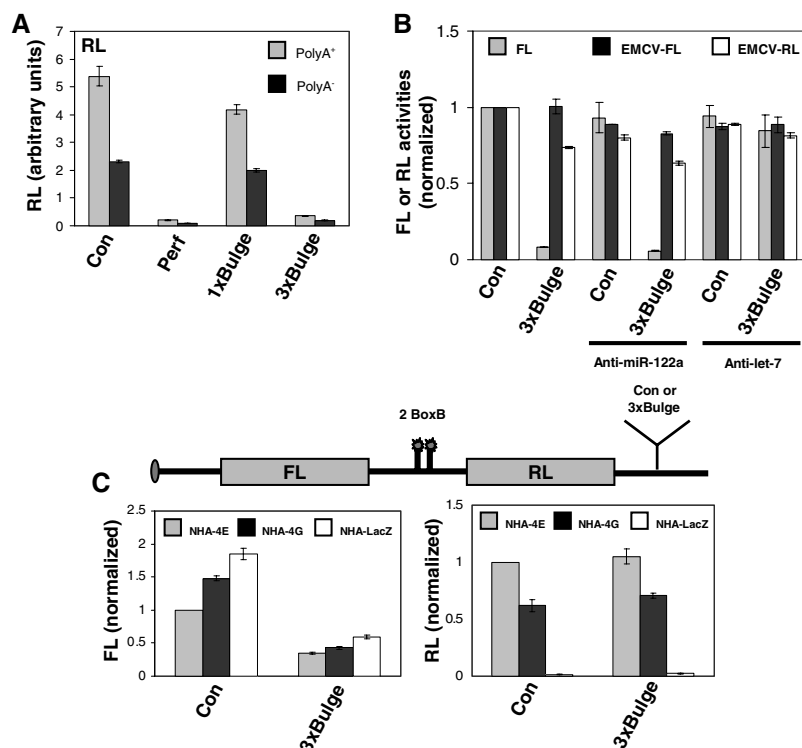 A
RL
RL (arbitrary units)
7
6
5
4
3
2
1
0
PolyA⁺
PolyA⁻
Con
Perf
1xBulge
3xBulge
B
FL or RL activities
(normalized)
1.5
1
0.5
0
FL
EMCV-FL
EMCV-RL
Con
3xBulge
Con
3xBulge
Con
3xBulge
Anti-miR-122a
Anti-let-7
2 BoxB
Con or
3xBulge
FL
RL
C
FL (normalized)
2.5
2
1.5
1
0.5
0
NHA-4E
NHA-4G
NHA-LacZ
Con
3xBulge
RL (normalized)
1.5
1
0.5
0
NHA-4E
NHA-4G
NHA-LacZ
Con
3xBulge